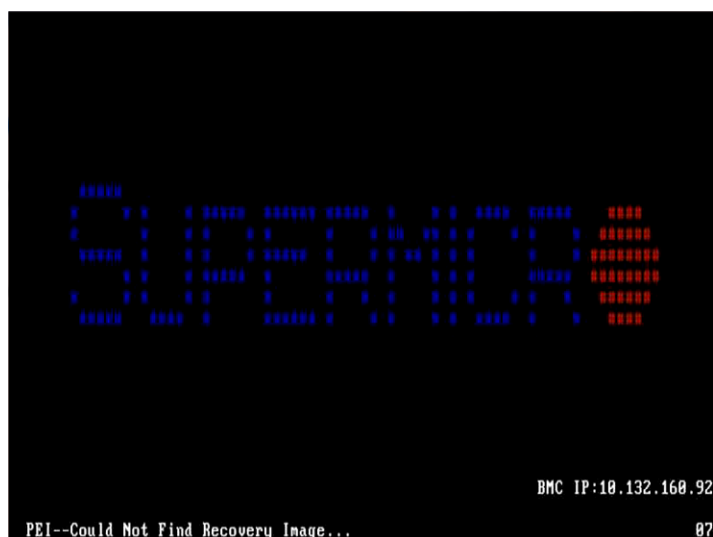 SUPERMICR
BMC IP:10.132.160.92
PEI--Could Not Find Recovery Image... 07